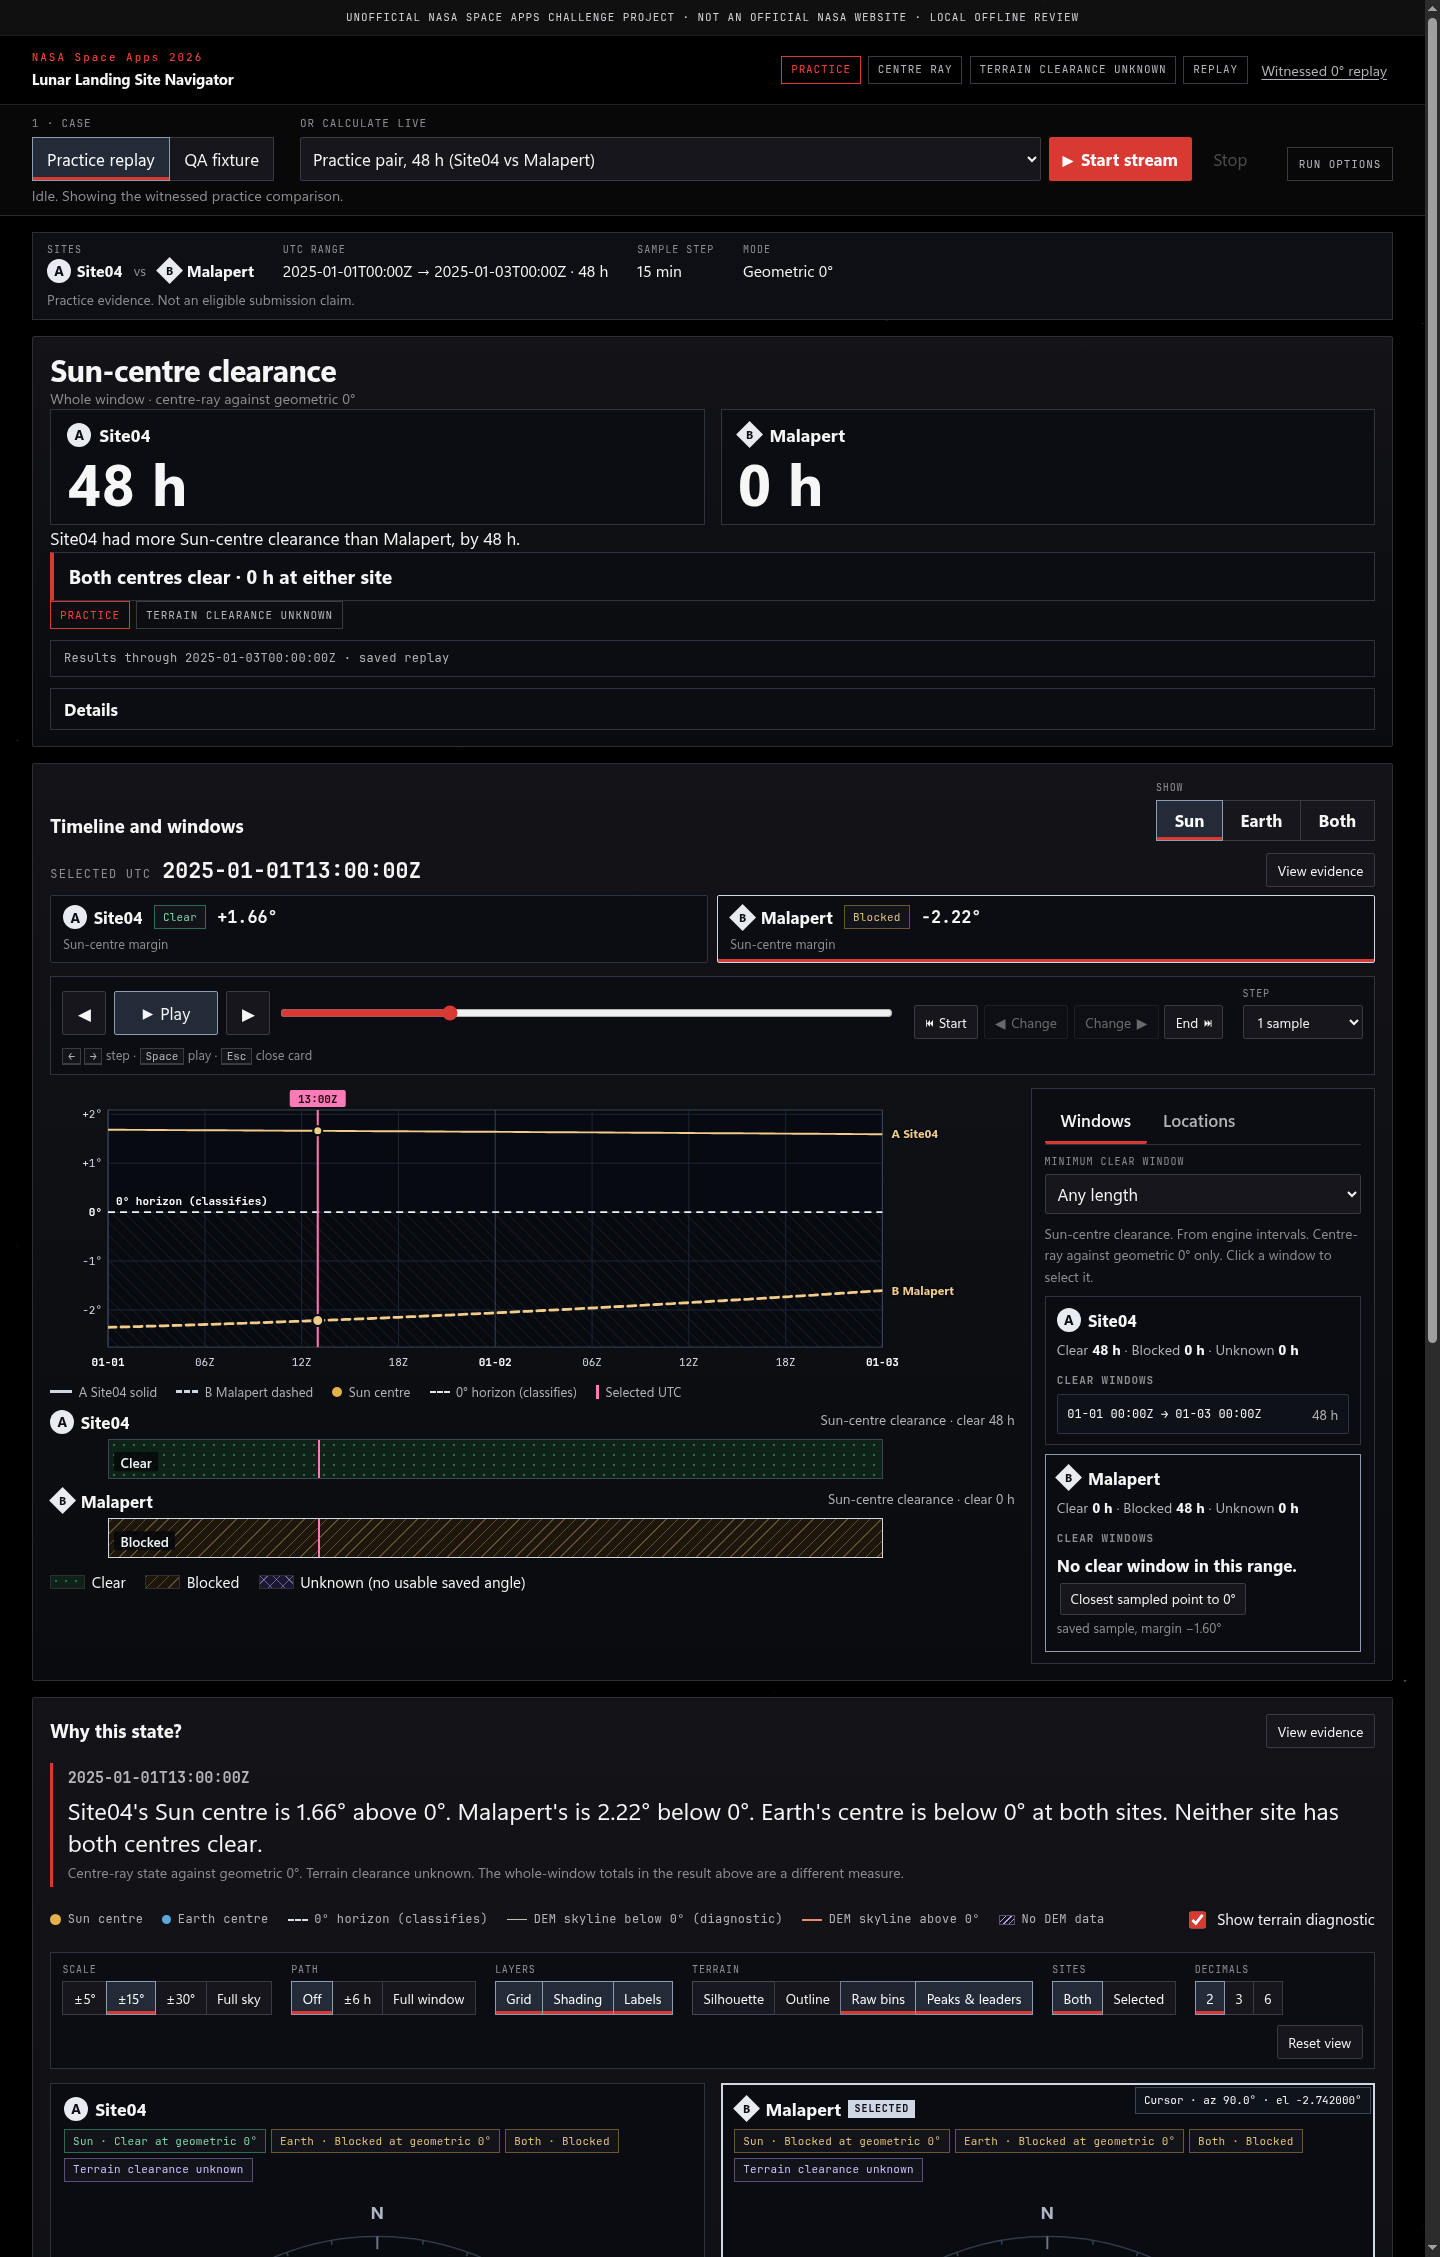 UNOFFICIAL NASA SPACE APPS CHALLENGE PROJECT · NOT AN OFFICIAL NASA WEBSITE · LOCAL OFFLINE REVIEW
NASA Space Apps 2026
Lunar Landing Site Navigator
PRACTICE CENTRE RAY TERRAIN CLEARANCE UNKNOWN REPLAY Witnessed 0° replay
1 · CASE OR CALCULATE LIVE
Practice replay QA fixture Practice pair, 48 h (Site04 vs Malapert) ▶ Start stream Stop RUN OPTIONS
Idle. Showing the witnessed practice comparison.
SITES UTC RANGE SAMPLE STEP MODE
A Site04 vs B Malapert 2025-01-01T00:00Z → 2025-01-03T00:00Z · 48 h 15 min Geometric 0°
Practice evidence. Not an eligible submission claim.
Sun-centre clearance
Whole window · centre-ray against geometric 0°
A Site04
48 h
B Malapert
0 h
Site04 had more Sun-centre clearance than Malapert, by 48 h.
Both centres clear · 0 h at either site
PRACTICE TERRAIN CLEARANCE UNKNOWN
Results through 2025-01-03T00:00:00Z · saved replay
Details
SHOW
Timeline and windows Sun Earth Both
SELECTED UTC 2025-01-01T13:00:00Z View evidence
A Site04 Clear +1.66°
Sun-centre margin
B Malapert Blocked -2.22°
Sun-centre margin
◀ ▶ Play ▶ ⏮ Start ◀ Change Change ▶ End ⏭
STEP
1 sample
← → step · Space play · Esc close card
13:00Z
+2°
+1°
0°
-1°
-2°
0° horizon (classifies)
A Site04
B Malapert
01-01 06Z 12Z 18Z 01-02 06Z 12Z 18Z 01-03
A Site04 solid B Malapert dashed Sun centre 0° horizon (classifies) Selected UTC
A Site04 Sun-centre clearance · clear 48 h
Clear
B Malapert Sun-centre clearance · clear 0 h
Blocked
Clear Blocked Unknown (no usable saved angle)
Windows Locations
MINIMUM CLEAR WINDOW
Any length
Sun-centre clearance. From engine intervals. Centre-
ray against geometric 0° only. Click a window to
select it.
A Site04
Clear 48 h · Blocked 0 h · Unknown 0 h
CLEAR WINDOWS
01-01 00:00Z → 01-03 00:00Z 48 h
B Malapert
Clear 0 h · Blocked 48 h · Unknown 0 h
CLEAR WINDOWS
No clear window in this range.
Closest sampled point to 0°
saved sample, margin −1.60°
Why this state? View evidence
2025-01-01T13:00:00Z
Site04's Sun centre is 1.66° above 0°. Malapert's is 2.22° below 0°. Earth's centre is below 0° at both sites. Neither site has
both centres clear.
Centre-ray state against geometric 0°. Terrain clearance unknown. The whole-window totals in the result above are a different measure.
Sun centre Earth centre 0° horizon (classifies) DEM skyline below 0° (diagnostic) DEM skyline above 0° No DEM data Show terrain diagnostic
SCALE PATH LAYERS TERRAIN SITES DECIMALS
±5° ±15° ±30° Full sky Off ±6 h Full window Grid Shading Labels Silhouette Outline Raw bins Peaks & leaders Both Selected 2 3 6
Reset view
A Site04
Sun · Clear at geometric 0° Earth · Blocked at geometric 0° Both · Blocked
Terrain clearance unknown
N
B Malapert SELECTED Cursor · az 90.0° · el -2.742000°
Sun · Blocked at geometric 0° Earth · Blocked at geometric 0° Both · Blocked
Terrain clearance unknown
N